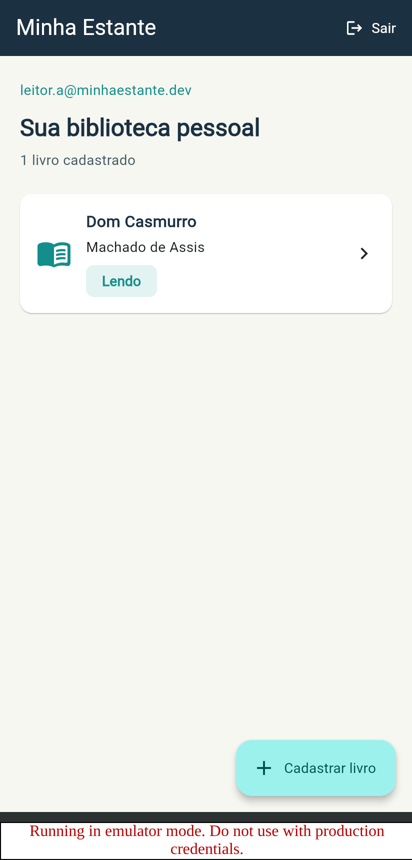 Minha Estante
Sair
leitor.a@minhaestante.dev
Sua biblioteca pessoal
1 livro cadastrado
Dom Casmurro
Machado de Assis
Lendo
Cadastrar livro
Running in emulator mode. Do not use with production
credentials.